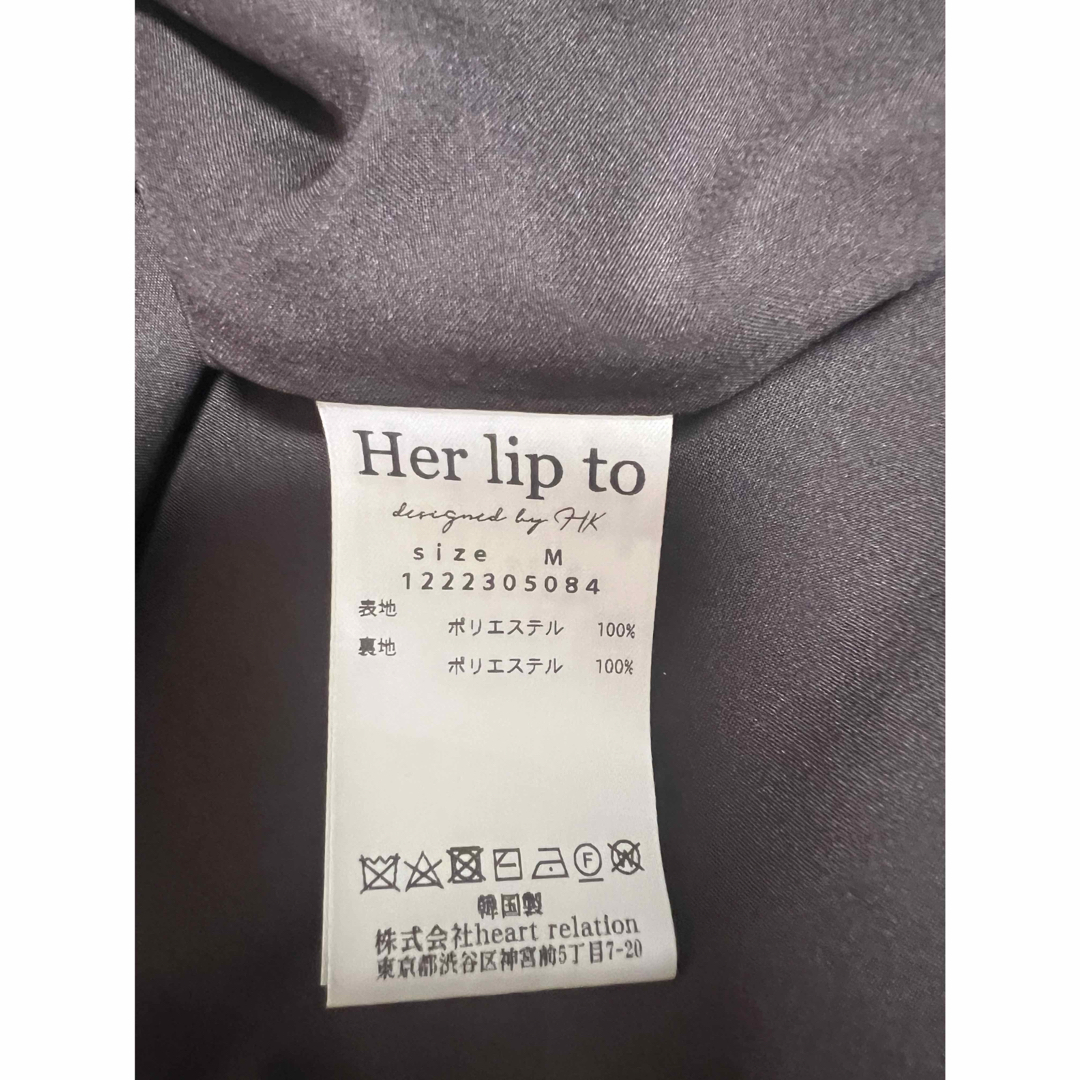 Her lip to
designed by HK
size M
1222305084
表地
ポリエステル 100%
裏地
ポリエステル 100%
F W
韓国製
株式会社heart relation
東京都渋谷区神宮前5丁目7-20